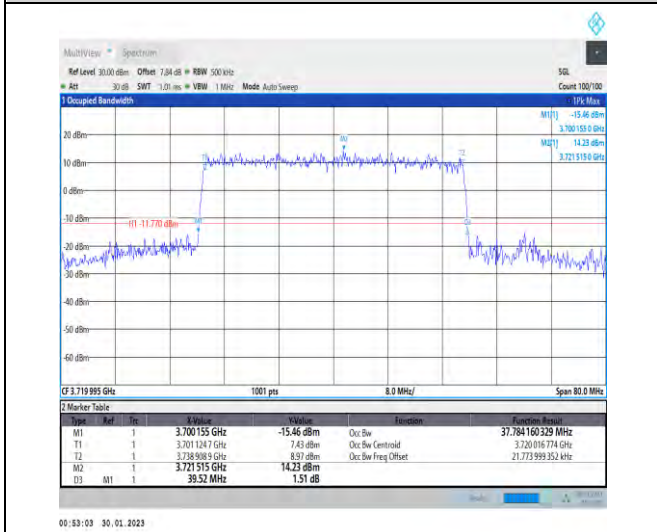 MultiView Spectrum
Ref Level 30.00 dBm Offset 7.84 dB RBW 500 kHz SGL
Att 30 dB SWT 1.01 ms VBW 1 MHz Mode Auto Sweep Count 100/100
1 Occupied Bandwidth 1Pk Max
M1[1] -15.46 dBm
3.700 155 0 GHz
M2[1] 14.23 dBm
3.721 515 0 GHz
20 dBm
M2
T1 T2
10 dBm
0 dBm
-10 dBm
H1 -11.770 dBm M1 D3
-20 dBm
-30 dBm
-40 dBm
-50 dBm
-60 dBm
CF 3.719 995 GHz 1001 pts 8.0 MHz/ Span 80.0 MHz
2 Marker Table
Type Ref Trc X-Value Y-Value Function Function Result
M1 1 3.700155 GHz -15.46 dBm Occ Bw 37.784 160 329 MHz
T1 1 3.701 124 7 GHz 7.43 dBm Occ Bw Centroid 3.720 016 774 GHz
T2 1 3.738 908 9 GHz 8.97 dBm Occ Bw Freq Offset 21.773 999 352 kHz
M2 1 3.721515 GHz 14.23 dBm
D3 M1 1 39.52 MHz 1.51 dB
00:53:03 30.01.2023